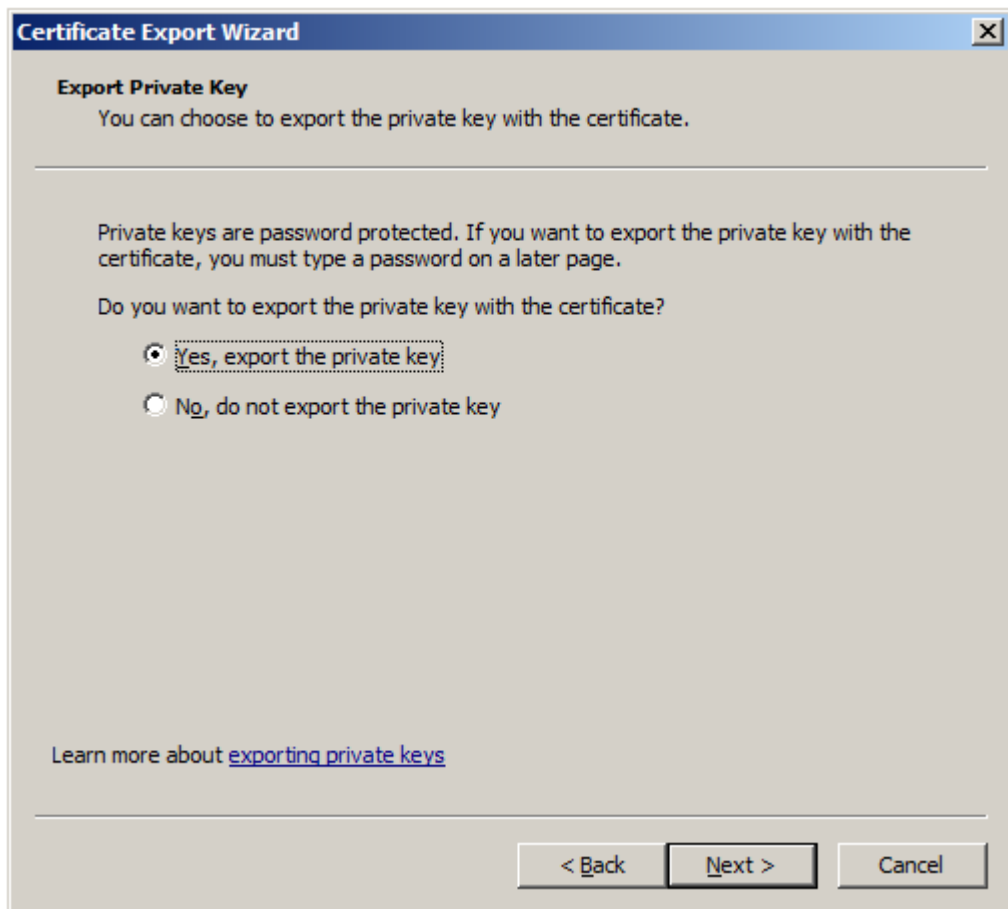 Certificate Export Wizard
Export Private Key
You can choose to export the private key with the certificate.
Private keys are password protected. If you want to export the private key with the
certificate, you must type a password on a later page.
Do you want to export the private key with the certificate?
Yes, export the private key
No, do not export the private key
Learn more about exporting private keys
< Back Next > Cancel